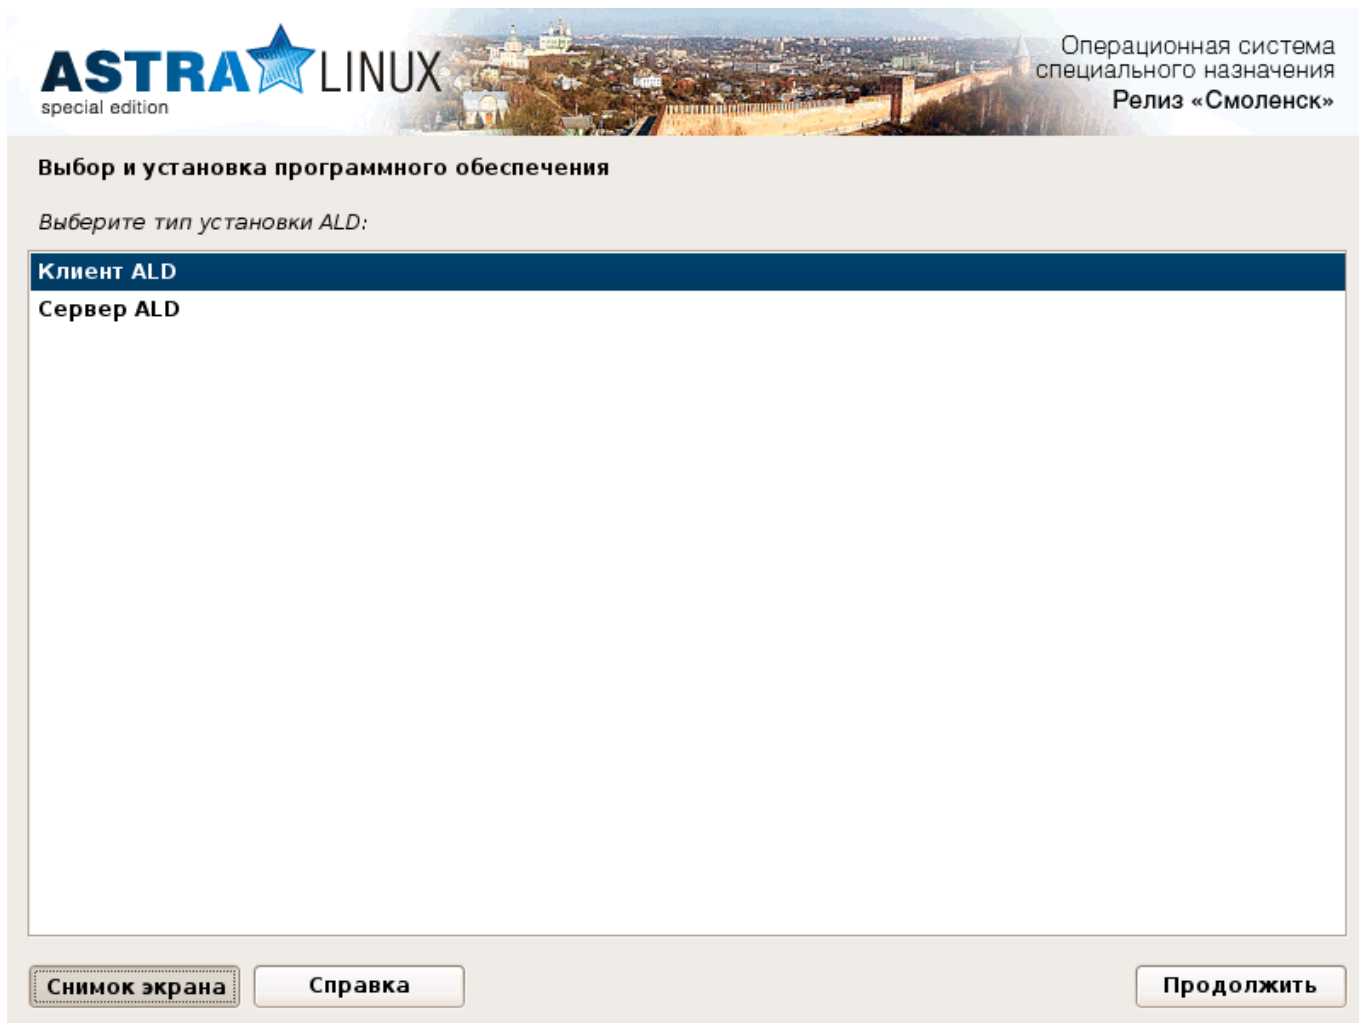 ASTRA LINUX
special edition
Операционная система
специального назначения
Релиз «Смоленск»
Выбор и установка программного обеспечения
Выберите тип установки ALD:
Клиент ALD
Сервер ALD
Снимок экрана
Справка
Продолжить